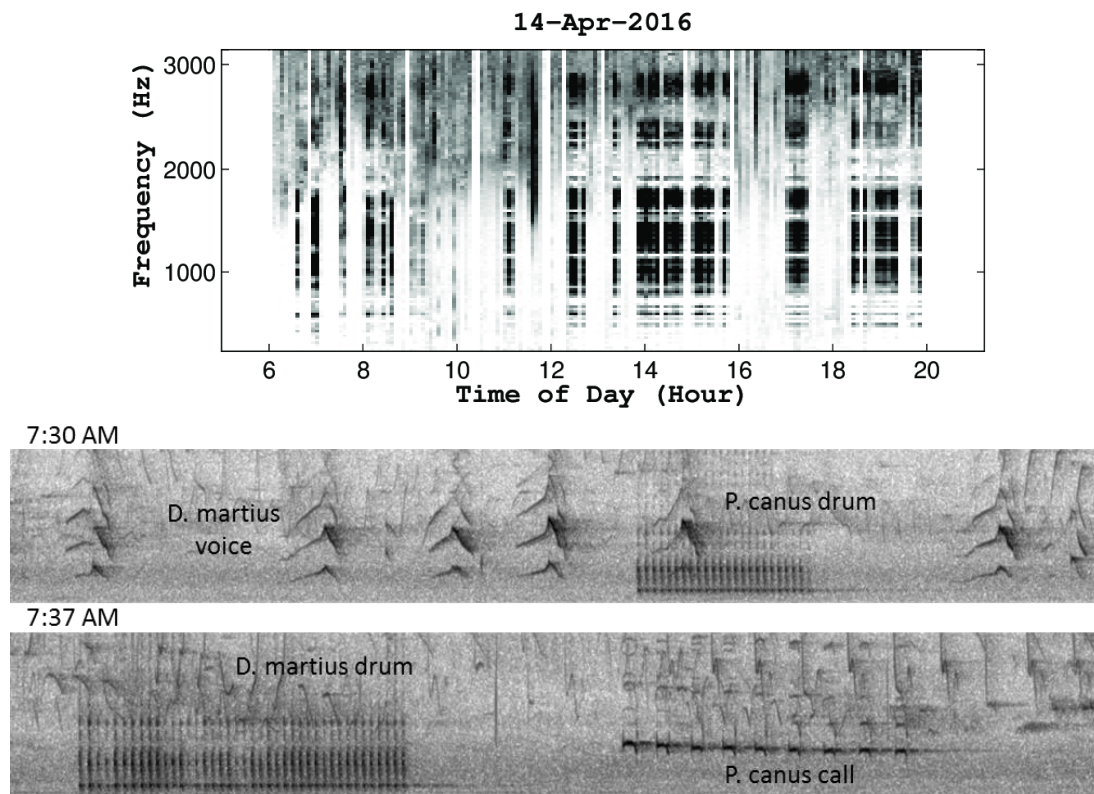 14-Apr-2016
Frequency (Hz)
3000
2000
1000
6 8 10 12 14 16 18 20
Time of Day (Hour)
7:30 AM
D. martius
voice
P. canus drum
7:37 AM
D. martius drum
P. canus call